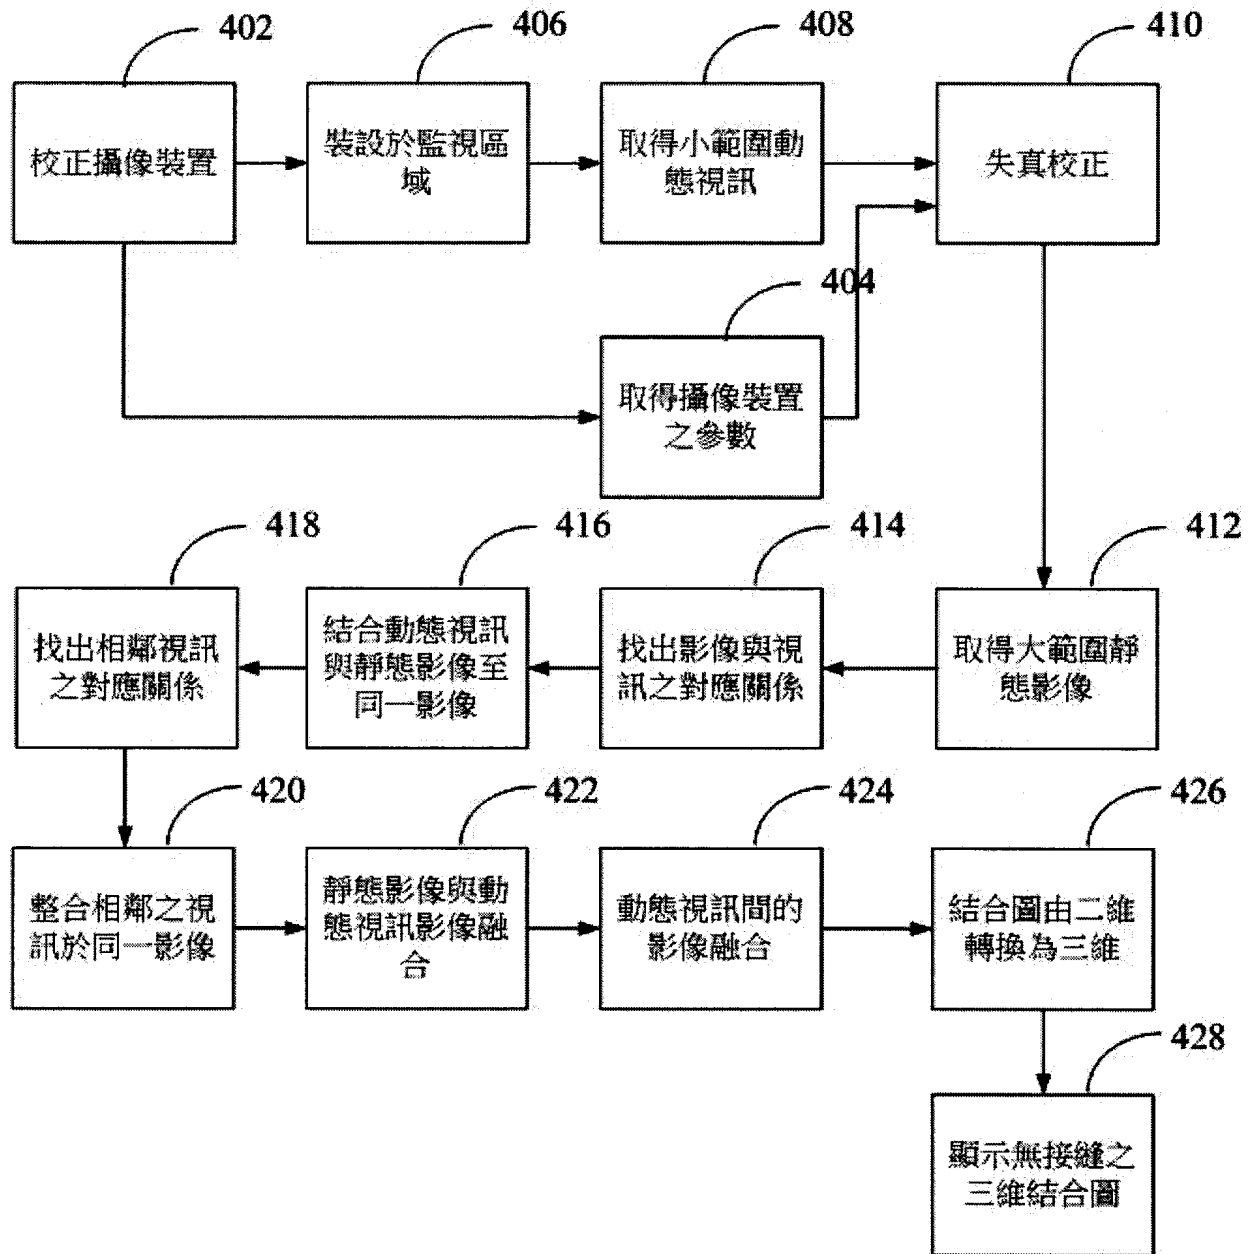 402
406
408
410
校正攝像裝置
裝設於監視區
域
取得小範圍動
態視訊
失真校正
404
取得攝像裝置
之參數
418
416
414
412
找出相鄰視訊
之對應關係
結合動態視訊
與靜態影像至
同一影像
找出影像與視
訊之對應關係
取得大範圍靜
態影像
420
422
424
426
整合相鄰之視
訊於同一影像
靜態影像與動
態視訊影像融
合
動態視訊間的
影像融合
結合圖由二維
轉換為三維
428
顯示無接縫之
三維結合圖